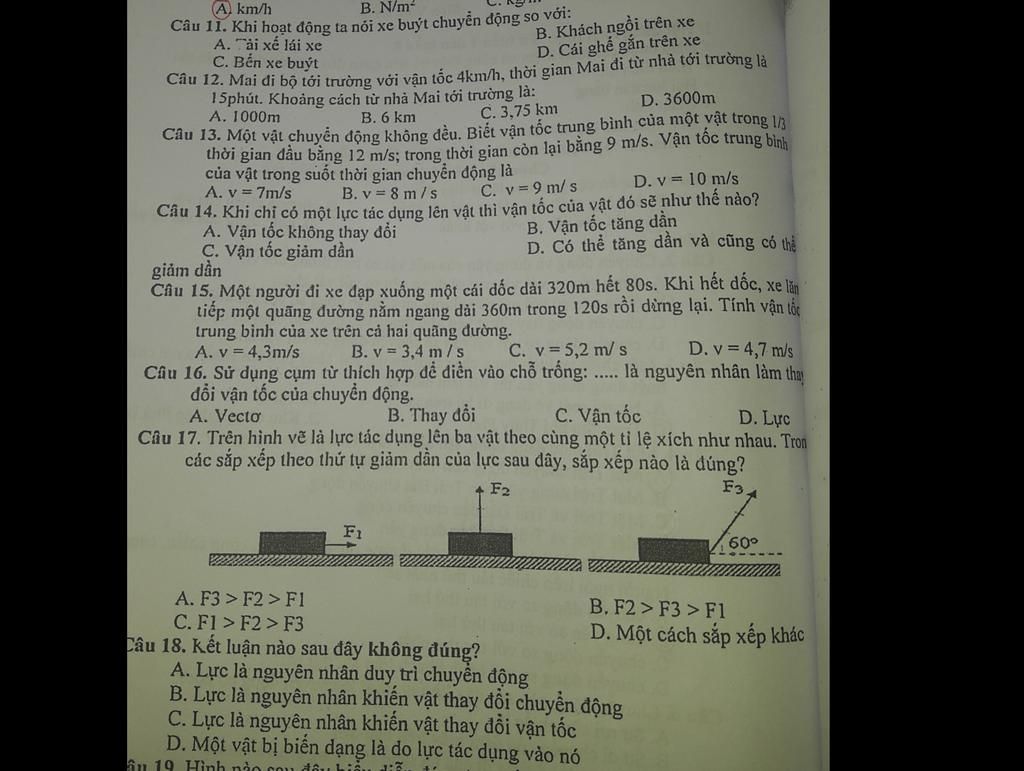 A. km/h B. N/m²
Câu 11. Khi hoạt động ta nói xe buýt chuyển động so với:
A. Tài xế lái xe B. Khách ngồi trên xe
C. Bến xe buýt D. Cái ghế gắn trên xe
Câu 12. Mai đi bộ tới trường với vận tốc 4km/h, thời gian Mai đi từ nhà tới trường là
15phút. Khoảng cách từ nhà Mai tới trường là:
A. 1000m B. 6 km C. 3,75 km D. 3600m
Câu 13. Một vật chuyển động không đều. Biết vận tốc trung bình của một vật trong 1/3
thời gian đầu bằng 12 m/s; trong thời gian còn lại bằng 9 m/s. Vận tốc trung bình
của vật trong suốt thời gian chuyển động là
A. v = 7m/s B. v = 8 m / s C. v = 9 m/ s D. v = 10 m/s
Câu 14. Khi chỉ có một lực tác dụng lên vật thì vận tốc của vật đó sẽ như thế nào?
A. Vận tốc không thay đổi B. Vận tốc tăng dần
C. Vận tốc giảm dần D. Có thể tăng dần và cũng có thể
giảm dần
Câu 15. Một người đi xe đạp xuống một cái dốc dài 320m hết 80s. Khi hết dốc, xe lăn
tiếp một quãng đường nằm ngang dài 360m trong 120s rồi dừng lại. Tính vận tốc
trung bình của xe trên cả hai quãng đường.
A. v = 4,3m/s B. v = 3,4 m / s C. v = 5,2 m/ s D. v = 4,7 m/s
Câu 16. Sử dụng cụm từ thích hợp để điền vào chỗ trống: ..... là nguyên nhân làm thay
đổi vận tốc của chuyển động.
A. Vectơ B. Thay đổi C. Vận tốc D. Lực
Câu 17. Trên hình vẽ là lực tác dụng lên ba vật theo cùng một tỉ lệ xích như nhau. Tron
các sắp xếp theo thứ tự giảm dần của lực sau đây, sắp xếp nào là đúng?
F1 F2 F3 60°
A. F3 > F2 > F1 B. F2 > F3 > F1
C. F1 > F2 > F3 D. Một cách sắp xếp khác
Câu 18. Kết luận nào sau đây không đúng?
A. Lực là nguyên nhân duy trì chuyển động
B. Lực là nguyên nhân khiến vật thay đổi chuyển động
C. Lực là nguyên nhân khiến vật thay đổi vận tốc
D. Một vật bị biến dạng là do lực tác dụng vào nó
âu 19. Hình nào sau đây biểu diễn